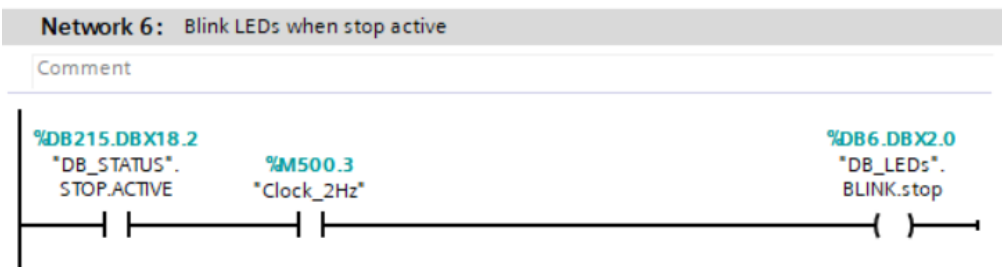 Network 6: Blink LEDs when stop active
Comment
%DB215.DBX18.2
"DB_STATUS".
STOP.ACTIVE
%M500.3
"Clock_2Hz"
%DB6.DBX2.0
"DB_LEDs".
BLINK.stop